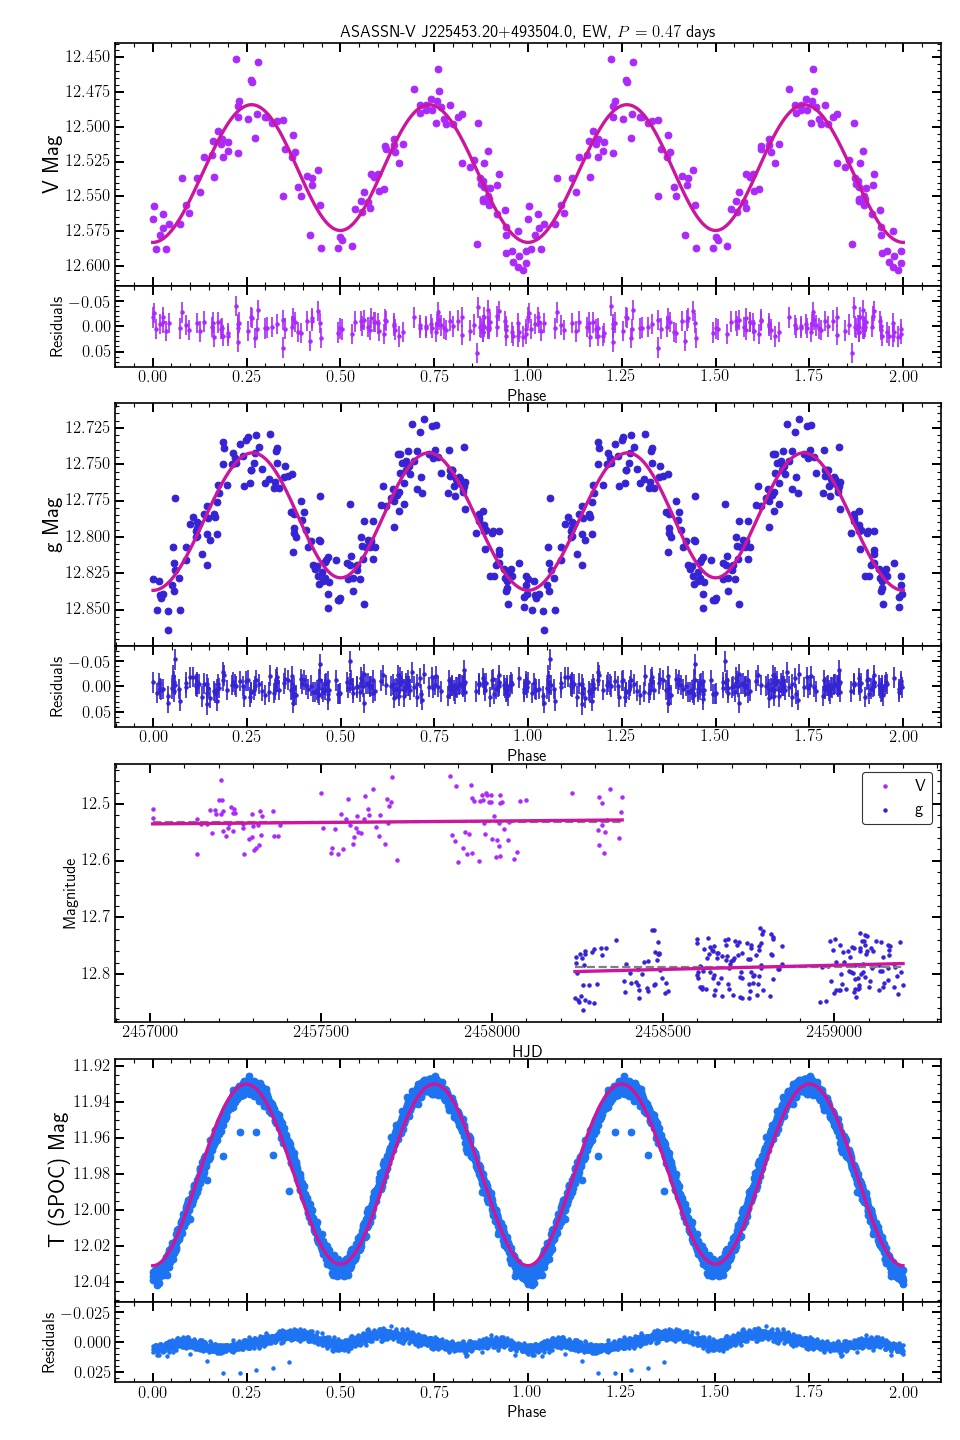 ASASSN-V J225453.20+493504.0, EW, P = 0.47 days
V Mag
12.450
12.475
12.500
12.525
12.550
12.575
12.600
Residuals
−0.05
0.00
0.05
0.00 0.25 0.50 0.75 1.00 1.25 1.50 1.75 2.00
Phase
g Mag
12.725
12.750
12.775
12.800
12.825
12.850
Residuals
−0.05
0.00
0.05
0.00 0.25 0.50 0.75 1.00 1.25 1.50 1.75 2.00
Phase
Magnitude
12.5
12.6
12.7
12.8
V
g
2457000 2457500 2458000 2458500 2459000
HJD
T (SPOC) Mag
11.92
11.94
11.96
11.98
12.00
12.02
12.04
Residuals
−0.025
0.000
0.025
0.00 0.25 0.50 0.75 1.00 1.25 1.50 1.75 2.00
Phase